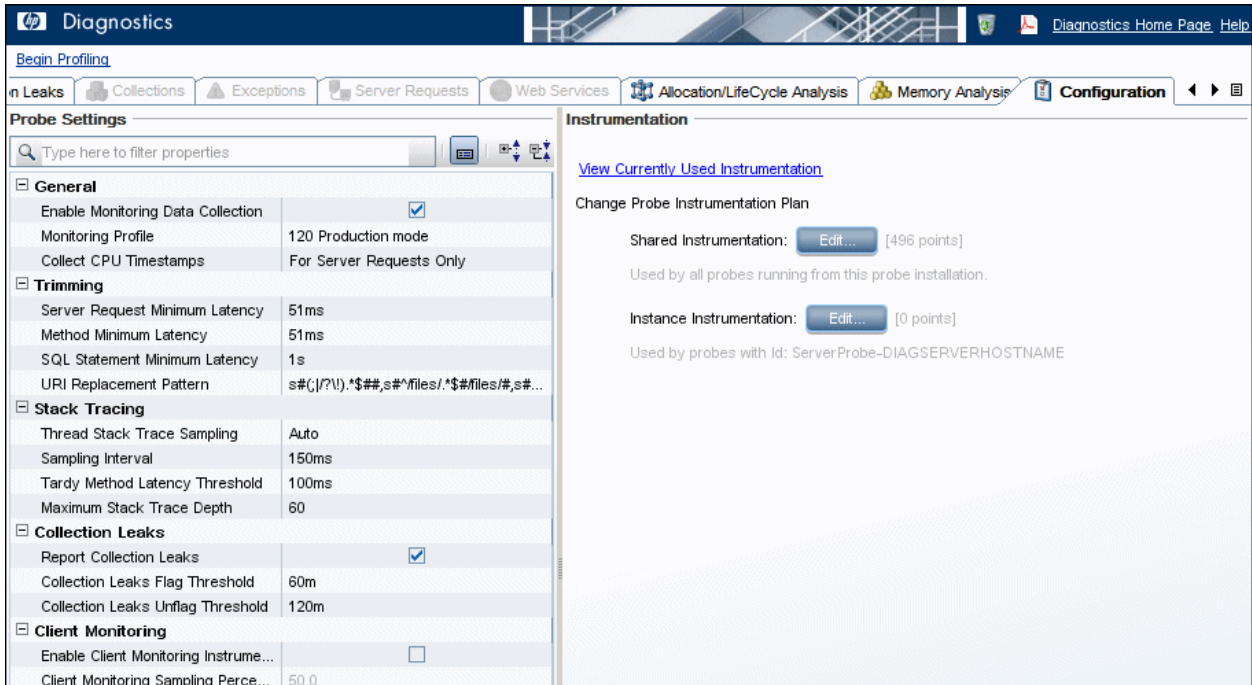 hp Diagnostics Diagnostics Home Page Help
Begin Profiling
n Leaks Collections Exceptions Server Requests Web Services Allocation/LifeCycle Analysis Memory Analysis Configuration
Probe Settings
Type here to filter properties
General
Enable Monitoring Data Collection
Monitoring Profile 120 Production mode
Collect CPU Timestamps For Server Requests Only
Trimming
Server Request Minimum Latency 51ms
Method Minimum Latency 51ms
SQL Statement Minimum Latency 1s
URI Replacement Pattern s#(;|/?\!).*$##,s#^/files/.*$#/files/#,s#...
Stack Tracing
Thread Stack Trace Sampling Auto
Sampling Interval 150ms
Tardy Method Latency Threshold 100ms
Maximum Stack Trace Depth 60
Collection Leaks
Report Collection Leaks
Collection Leaks Flag Threshold 60m
Collection Leaks Unflag Threshold 120m
Client Monitoring
Enable Client Monitoring Instrume...
Client Monitoring Sampling Perce... 50.0
Instrumentation
View Currently Used Instrumentation
Change Probe Instrumentation Plan
Shared Instrumentation: Edit... [496 points]
Used by all probes running from this probe installation.
Instance Instrumentation: Edit... [0 points]
Used by probes with Id: ServerProbe-DIAGSERVERHOSTNAME